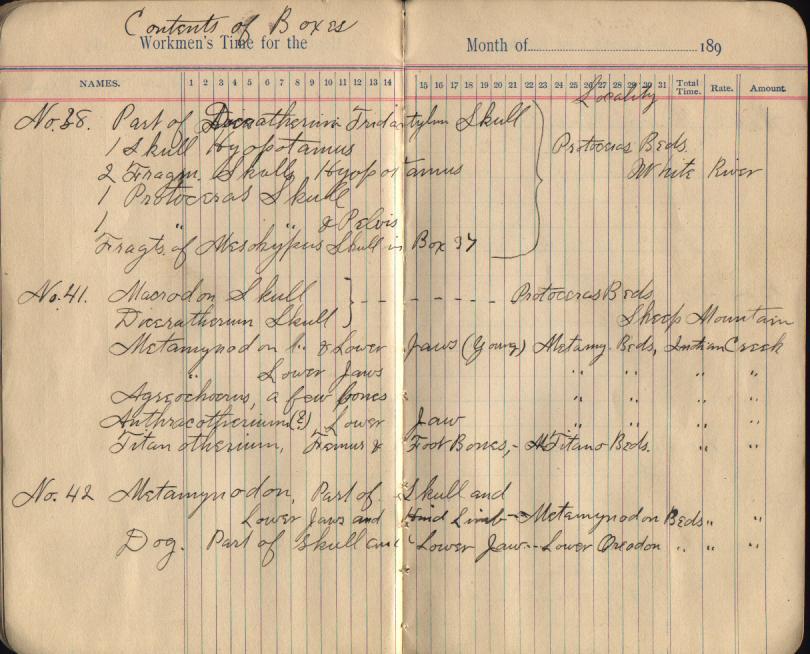 Contents of Boxes
Workmen's Time for the Month of 189
NAMES. 1 2 3 4 5 6 7 8 9 10 11 12 13 14 15 16 17 18 19 20 21 22 23 24 25 26 27 28 29 30 31 Total Time. Rate. Amount.
Locality
No. 38. Part of Diceratherium Tridactylum Skull
1 Skull Hyopotamus Protoceras Beds
2 Fragm. Skulls Hyopotamus White River
1 Protoceras Skull
1 " " & Pelvis
Fragts. of Mesohyppus Skull in Box 37
No. 41. Macrodon Skull - - - - - - - Protoceras Beds
Diceratherium Skull Sheep Mountain
Metamynodon " & Lower Jaws (Young) Metamy. Beds, Indian Creek
" Lower Jaws " " " "
Agreochoerus, a few bones " " " "
Anthracotherium (?) Lower Jaw " " " "
Titanotherium, Femur & Foot Bones, - Titano Beds. " "
No. 42 Metamynodon, Part of Skull and
Lower Jaws and Hind Limb - Metamynodon Beds " "
Dog. Part of Skull and Lower Jaw -- Lower Oreodon " " "